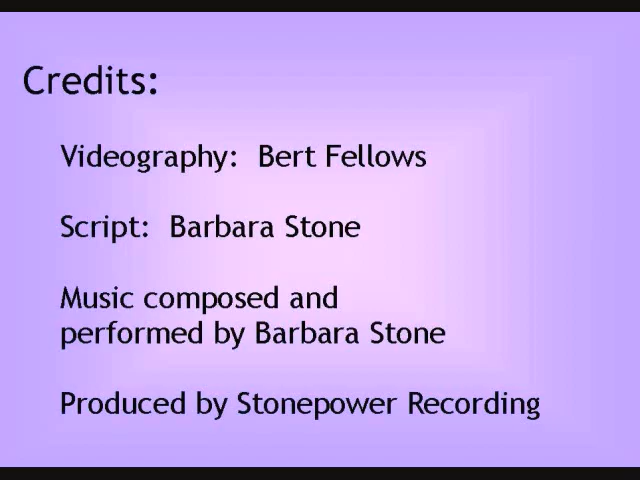 Credits:
Videography:  Bert Fellows
Script:  Barbara Stone
Music composed and
performed by Barbara Stone
Produced by Stonepower Recording